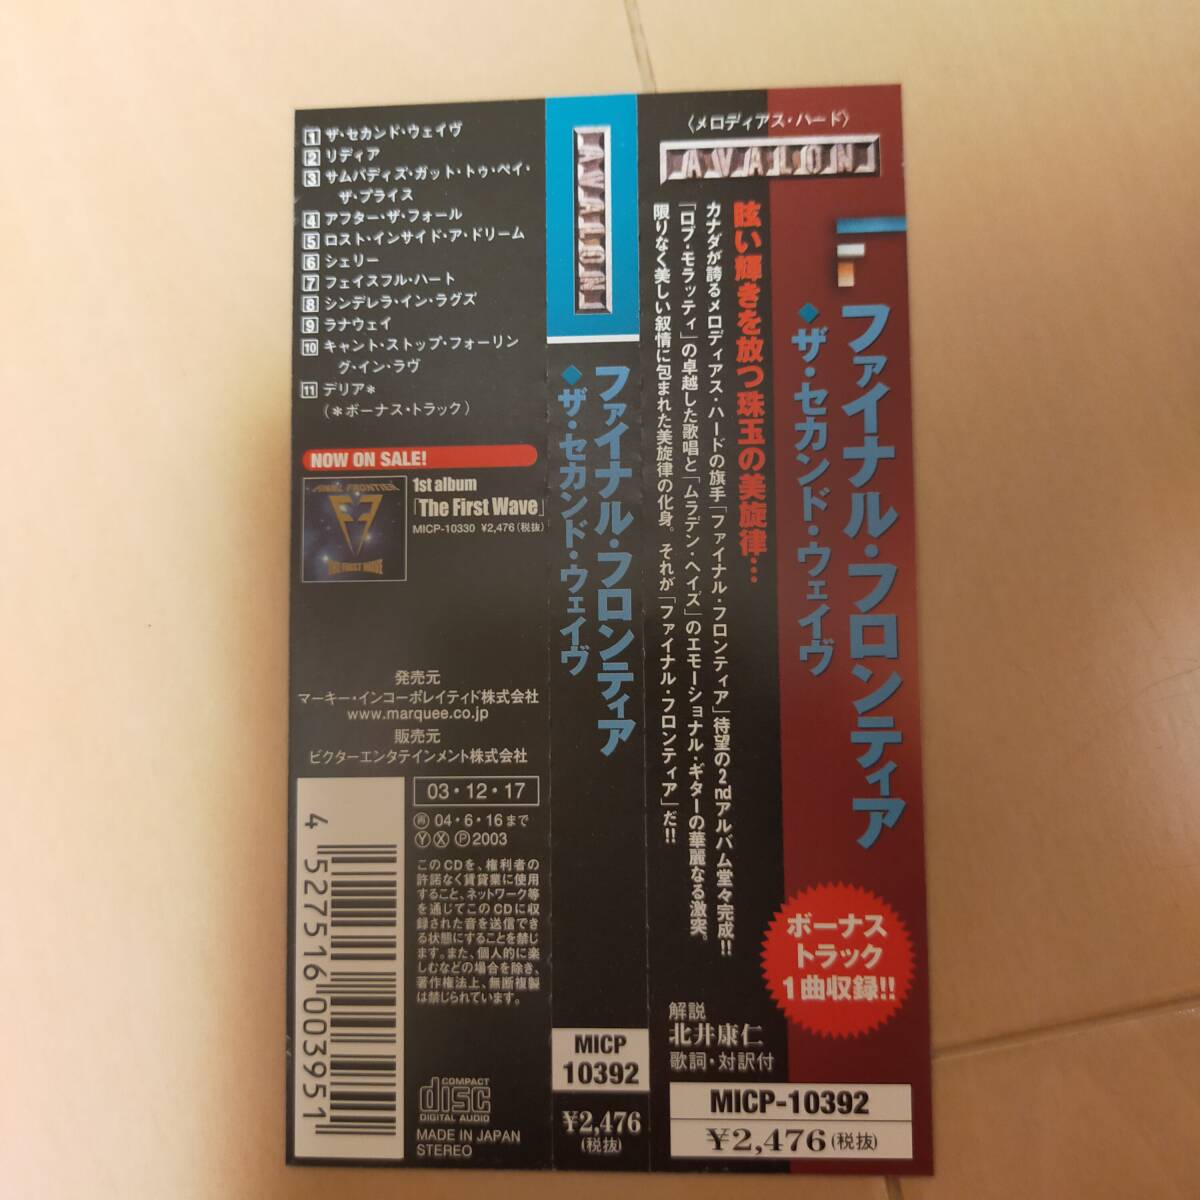 1 ザ・セカンド・ウェイヴ
2 リディア
3 サムバディズ・ガット・トゥ・ペイ・
ザ・プライス
4 アフター・ザ・フォール
5 ロスト・インサイド・ア・ドリーム
6 シェリー
7 フェイスフル・ハート
8 シンデレラ・イン・ラグズ
9 ラナウェイ
10 キャント・ストップ・フォーリン
グ・イン・ラヴ
11 デリア*
(*ボーナス・トラック)
NOW ON SALE!
FINAL FRONTIER
THE FIRST WAVE
1st album
「The First Wave」
MICP-10330 ¥2,476(税抜)
発売元
マーキー・インコーポレイティド株式会社
www.marquee.co.jp
販売元
ビクターエンタテインメント株式会社
4 527516 003951
03・12・17
再 04・6・16まで
Ⓨ Ⓧ Ⓟ2003
このCDを、権利者の
許諾なく賃貸業に使用
すること、ネットワーク等
を通じてこのCDに収
録された音を送信でき
る状態にすることを禁じ
ます。また、個人的に楽
しむなどの場合を除き、
著作権法上、無断複製
は禁じられています。
COMPACT
disc
DIGITAL AUDIO
MADE IN JAPAN
STEREO
AVALON
ファイナル・フロンティア
◆ザ・セカンド・ウェイヴ
MICP
10392
¥2,476
(税抜)
〈メロディアス・ハード〉
AVALON
ファイナル・フロンティア
◆ザ・セカンド・ウェイヴ
眩い輝きを放つ珠玉の美旋律…
カナダが誇るメロディアス・ハードの旗手「ファイナル・フロンティア」待望の2ndアルバム堂々完成!!
「ロブ・モラッティ」の卓越した歌唱と「ムラデン・ヘイズ」のエモーショナル・ギターの華麗なる激突。
限りなく美しい叙情に包まれた美旋律の化身。それが「ファイナル・フロンティア」だ!!
ボーナス
トラック
1曲収録!!
解説
北井康仁
歌詞・対訳付
MICP-10392
¥2,476(税抜)